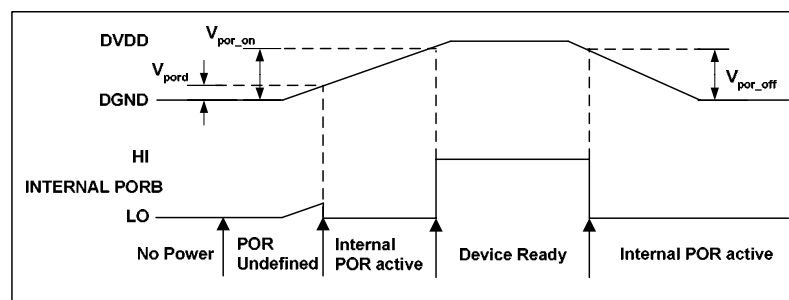 DVDD
V_por_on
V_pord
DGND
V_por_off
HI
INTERNAL PORB
LO
No Power
POR
Undefined
Internal
POR active
Device Ready
Internal POR active